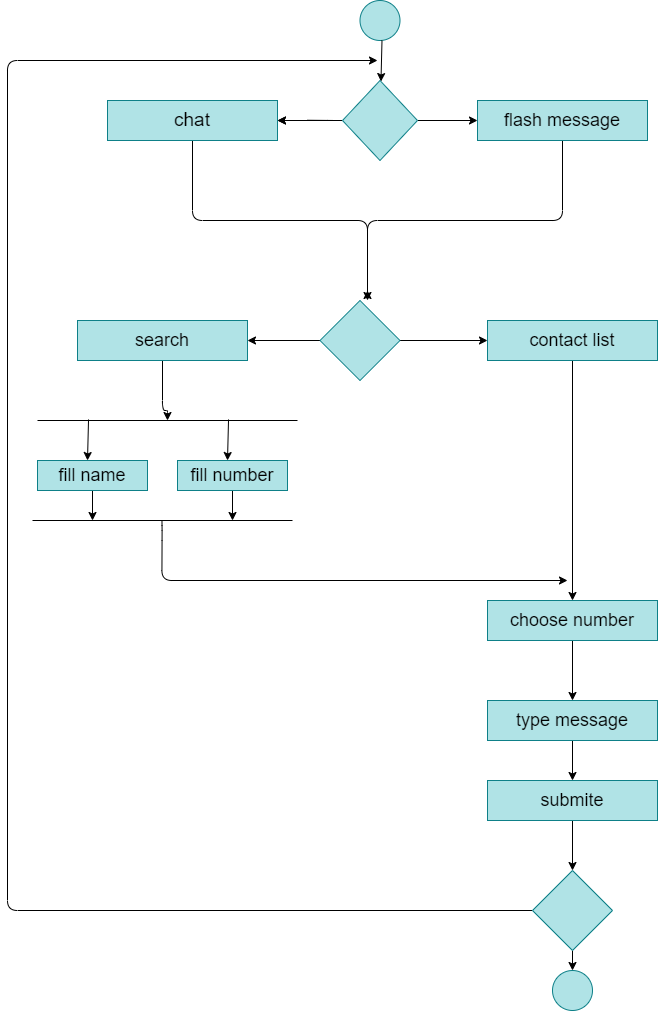 chat
flash message
search
contact list
fill name
fill number
choose number
type message
submite